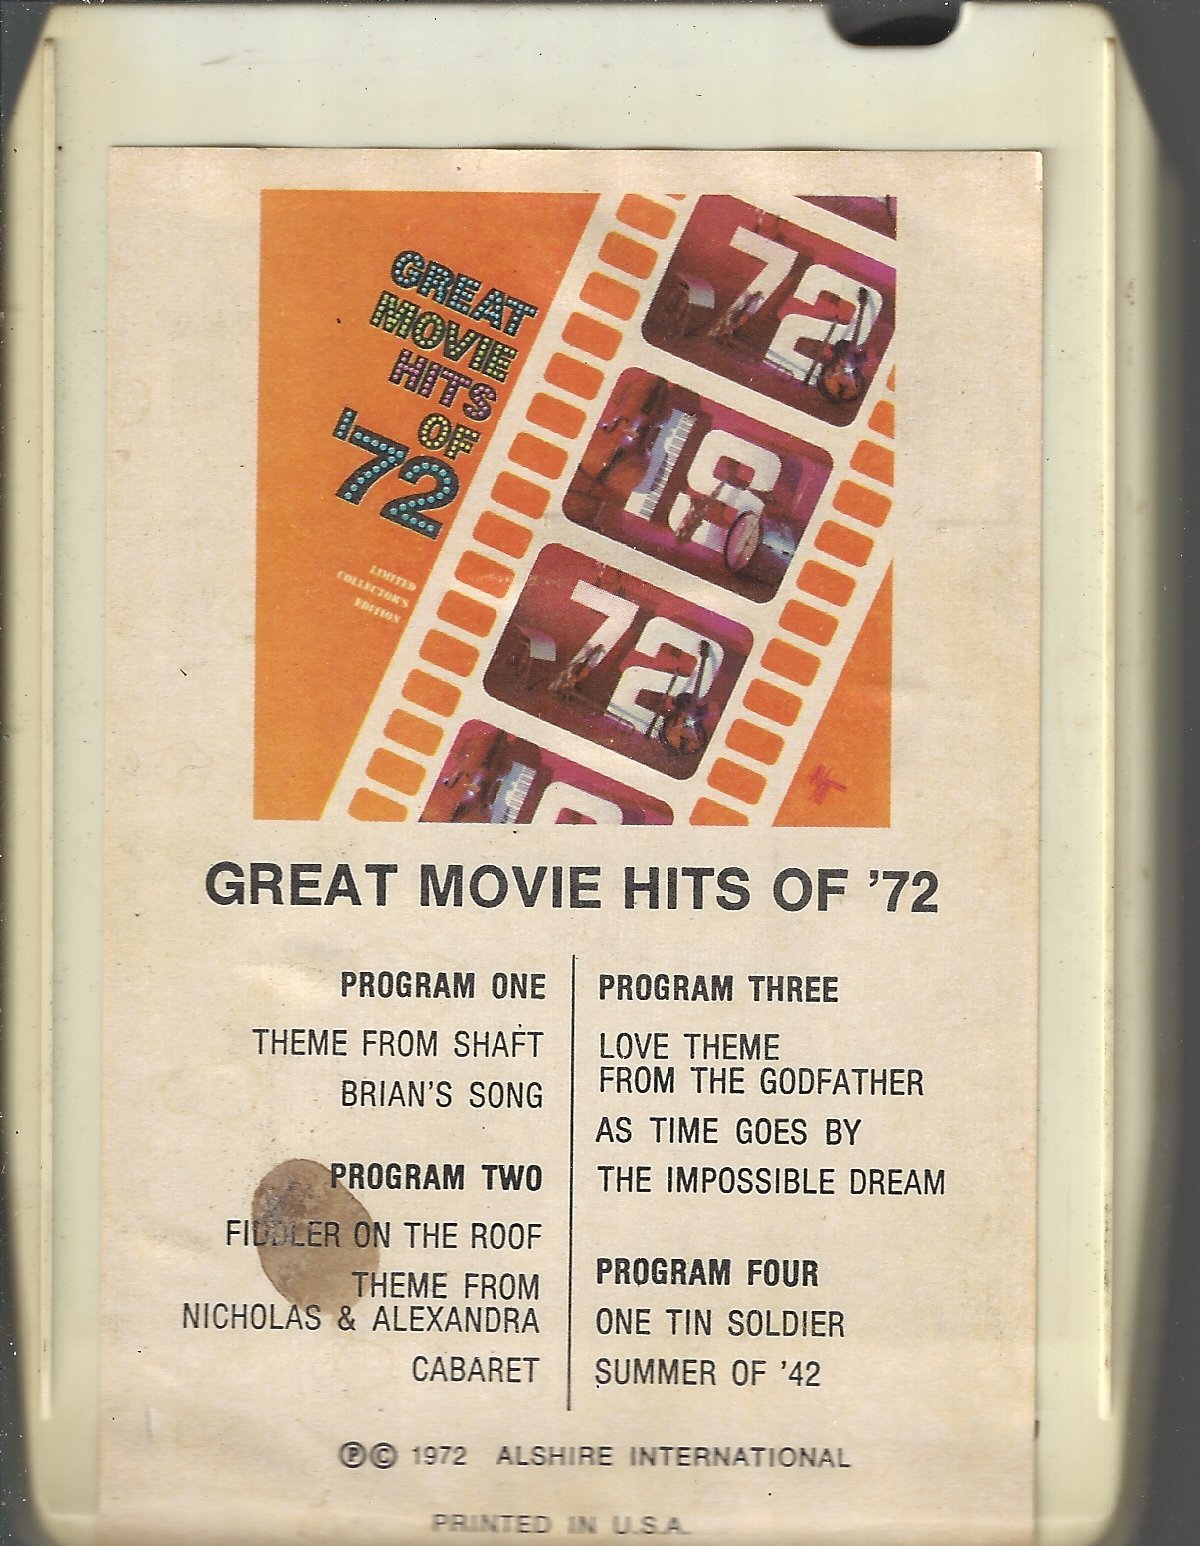 GREAT
MOVIE
HITS
OF
'72
LIMITED
COLLECTOR'S
EDITION
72
19
72
GREAT MOVIE HITS OF '72
PROGRAM ONE
THEME FROM SHAFT
BRIAN'S SONG
PROGRAM TWO
FIDDLER ON THE ROOF
THEME FROM
NICHOLAS & ALEXANDRA
CABARET
PROGRAM THREE
LOVE THEME
FROM THE GODFATHER
AS TIME GOES BY
THE IMPOSSIBLE DREAM
PROGRAM FOUR
ONE TIN SOLDIER
SUMMER OF '42
℗© 1972 ALSHIRE INTERNATIONAL
PRINTED IN U.S.A.